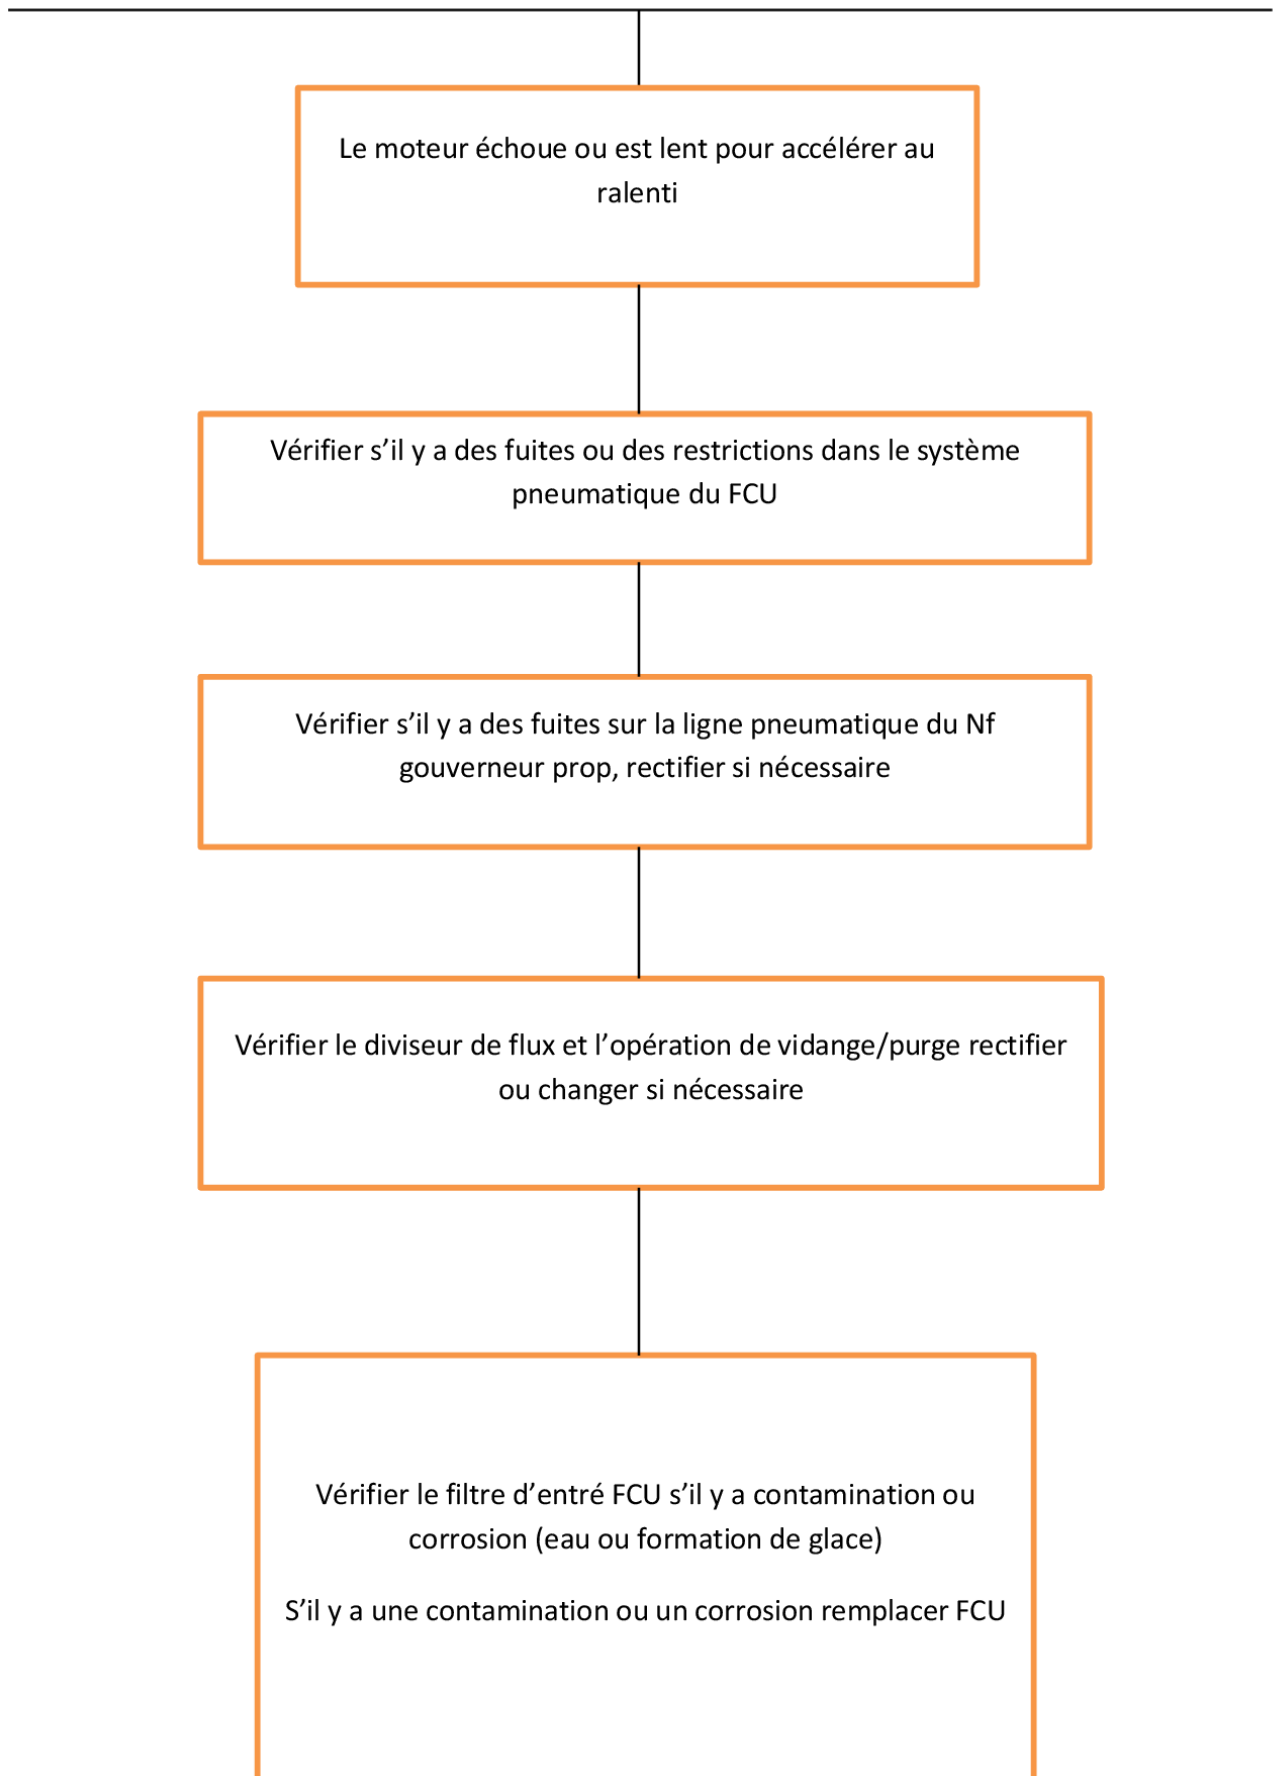 Le moteur échoue ou est lent pour accélérer au
ralenti
Vérifier s’il y a des fuites ou des restrictions dans le système
pneumatique du FCU
Vérifier s’il y a des fuites sur la ligne pneumatique du Nf
gouverneur prop, rectifier si nécessaire
Vérifier le diviseur de flux et l’opération de vidange/purge rectifier
ou changer si nécessaire
Vérifier le filtre d’entré FCU s’il y a contamination ou
corrosion (eau ou formation de glace)
S’il y a une contamination ou un corrosion remplacer FCU